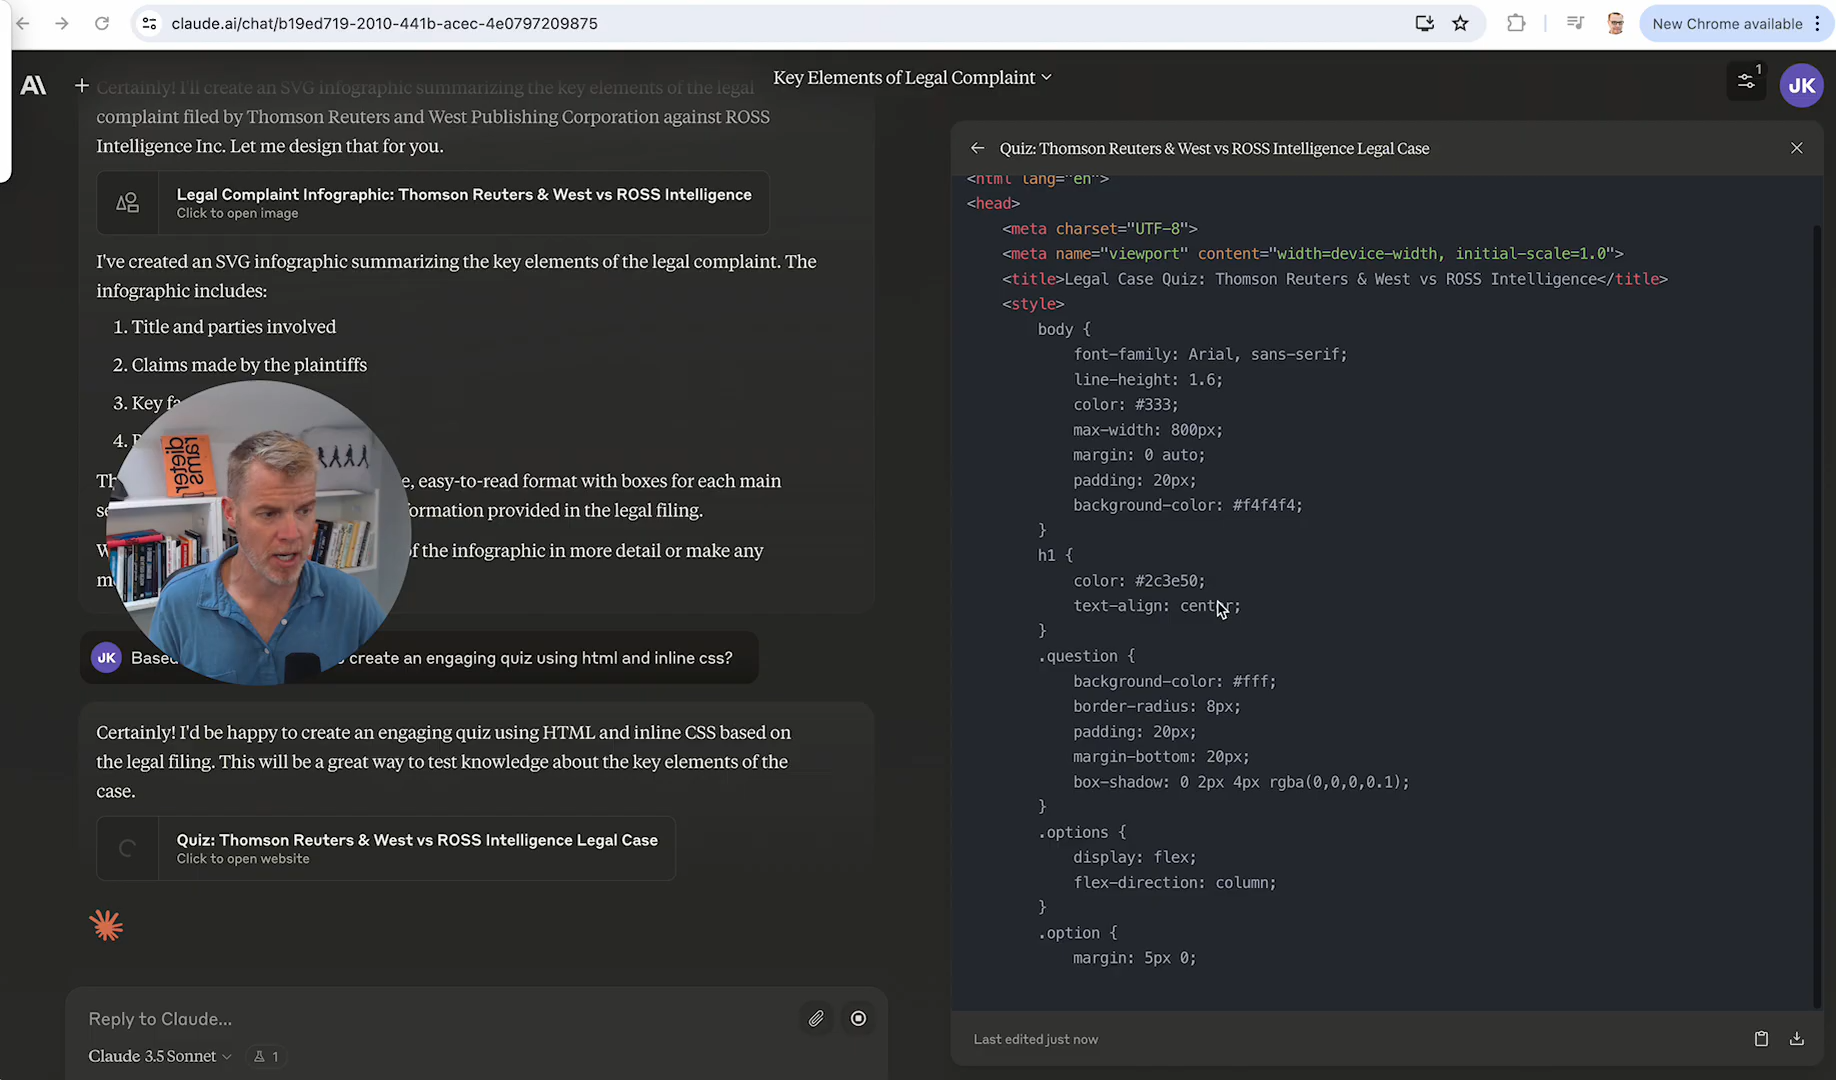 claude.ai/chat/b19ed719-2010-441b-acec-4e0797209875
New Chrome available
Key Elements of Legal Complaint
1
JK
Certainly! I'll create an SVG infographic summarizing the key elements of the legal
complaint filed by Thomson Reuters and West Publishing Corporation against ROSS
Intelligence Inc. Let me design that for you.
Legal Complaint Infographic: Thomson Reuters & West vs ROSS Intelligence
Click to open image
I've created an SVG infographic summarizing the key elements of the legal complaint. The
infographic includes:
1. Title and parties involved
2. Claims made by the plaintiffs
3. Key
4.
e, easy-to-read format with boxes for each main
ormation provided in the legal filing.
of the infographic in more detail or make any
rams
dieter
JK
Based create an engaging quiz using html and inline css?
Certainly! I'd be happy to create an engaging quiz using HTML and inline CSS based on
the legal filing. This will be a great way to test knowledge about the key elements of the
case.
Quiz: Thomson Reuters & West vs ROSS Intelligence Legal Case
Click to open website
Reply to Claude...
Claude 3.5 Sonnet
1
Quiz: Thomson Reuters & West vs ROSS Intelligence Legal Case
<html lang="en">
<head>
<meta charset="UTF-8">
<meta name="viewport" content="width=device-width, initial-scale=1.0">
<title>Legal Case Quiz: Thomson Reuters & West vs ROSS Intelligence</title>
<style>
body {
font-family: Arial, sans-serif;
line-height: 1.6;
color: #333;
max-width: 800px;
margin: 0 auto;
padding: 20px;
background-color: #f4f4f4;
}
h1 {
color: #2c3e50;
text-align: center;
}
.question {
background-color: #fff;
border-radius: 8px;
padding: 20px;
margin-bottom: 20px;
box-shadow: 0 2px 4px rgba(0,0,0,0.1);
}
.options {
display: flex;
flex-direction: column;
}
.option {
margin: 5px 0;
Last edited just now